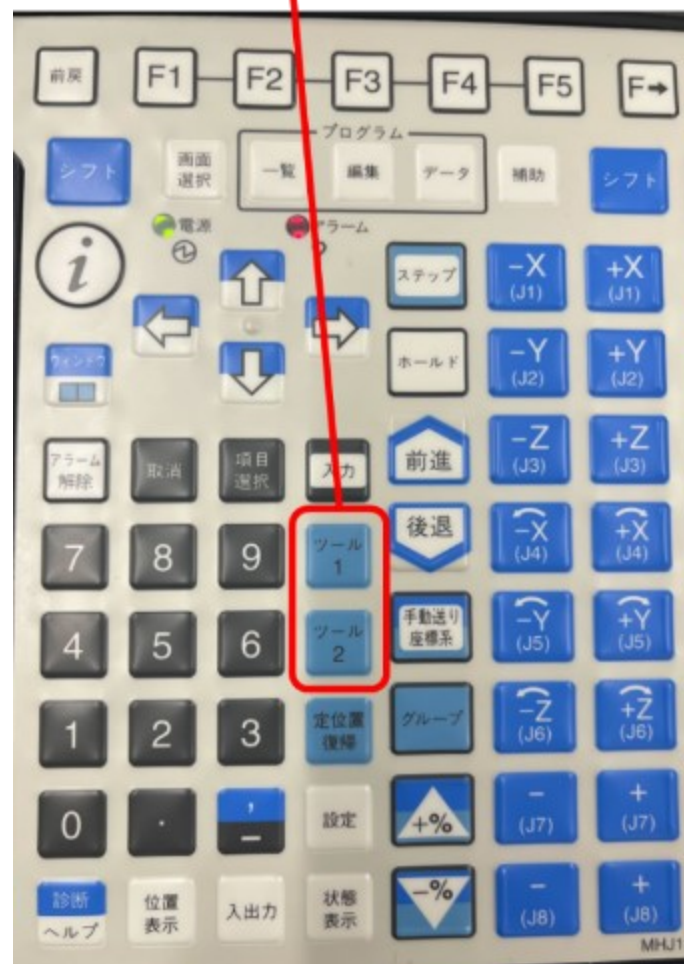 前戻 F1 F2 F3 F4 F5 F→
プログラム
シフト 画面
選択 一覧 編集 データ 補助 シフト
電源 アラーム
i ステップ −X
(J1) +X
(J1)
ウィンドウ ホールド −Y
(J2) +Y
(J2)
アラーム
解除 取消 項目
選択 入力 前進 −Z
(J3) +Z
(J3)
7 8 9 ツール
1 後退 −X
(J4) +X
(J4)
4 5 6 ツール
2 手動送り
座標系 −Y
(J5) +Y
(J5)
1 2 3 定位置
復帰 グループ −Z
(J6) +Z
(J6)
0 . ,
− 設定 +% −
(J7) +
(J7)
診断
ヘルプ 位置
表示 入出力 状態
表示 −% −
(J8) +
(J8)
MHJ1